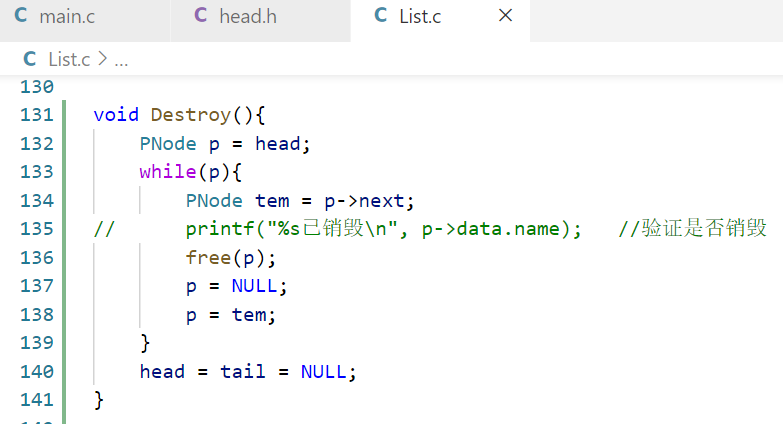 C main.c C head.h C List.c ×
C List.c > ...
130
131 void Destroy(){
132     PNode p = head;
133     while(p){
134         PNode tem = p->next;
135 //      printf("%s已销毁\n", p->data.name);   //验证是否销毁
136         free(p);
137         p = NULL;
138         p = tem;
139     }
140     head = tail = NULL;
141 }